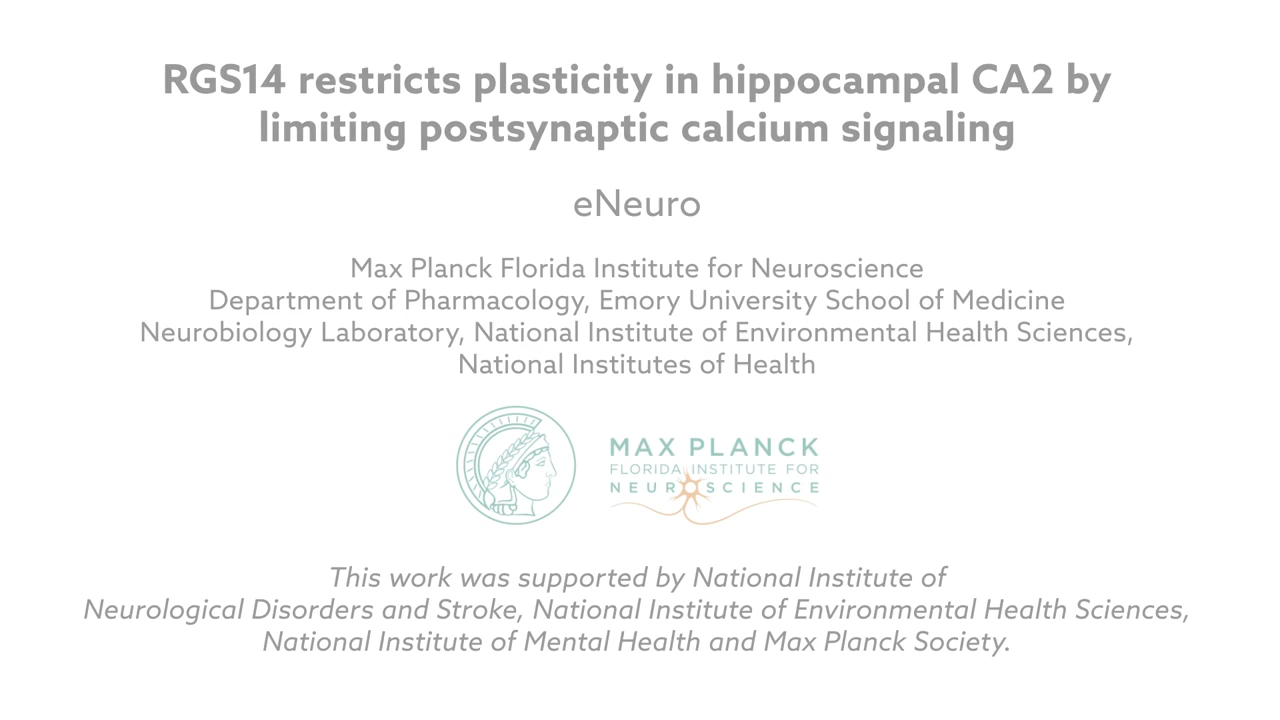 RGS14 restricts plasticity in hippocampal CA2 by
limiting postsynaptic calcium signaling
eNeuro
Max Planck Florida Institute for Neuroscience
Department of Pharmacology, Emory University School of Medicine
Neurobiology Laboratory, National Institute of Environmental Health Sciences,
National Institutes of Health
MAX PLANCK
FLORIDA INSTITUTE FOR
NEUROSCIENCE
This work was supported by National Institute of
Neurological Disorders and Stroke, National Institute of Environmental Health Sciences,
National Institute of Mental Health and Max Planck Society.